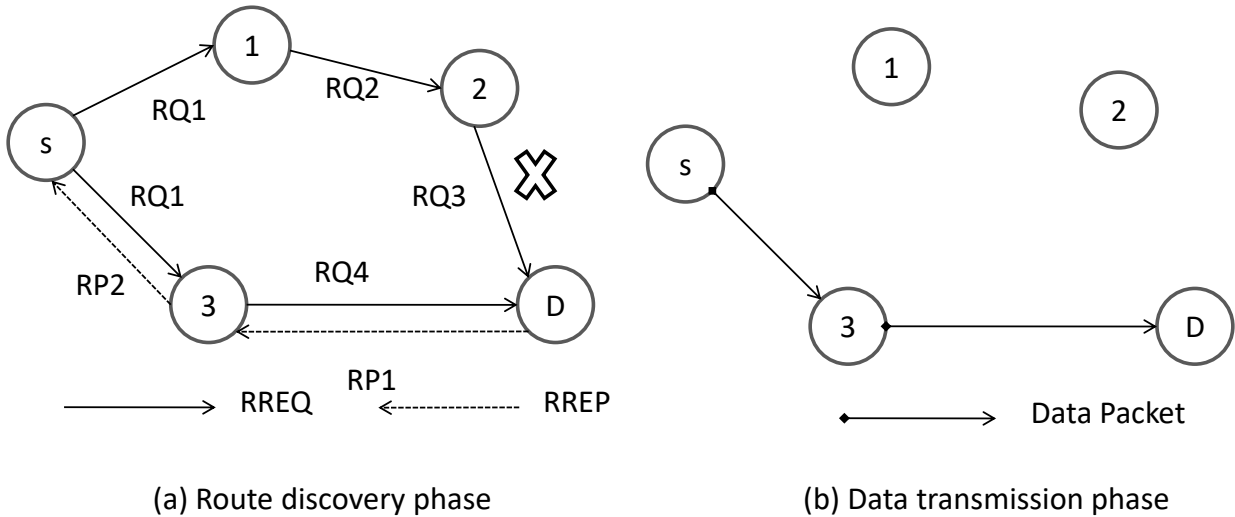 1
RQ1
RQ2
2
s
RQ1
RQ3
RP2
3
RQ4
D
RP1
RREQ
RREP
(a) Route discovery phase
1
2
s
3
D
Data Packet
(b) Data transmission phase